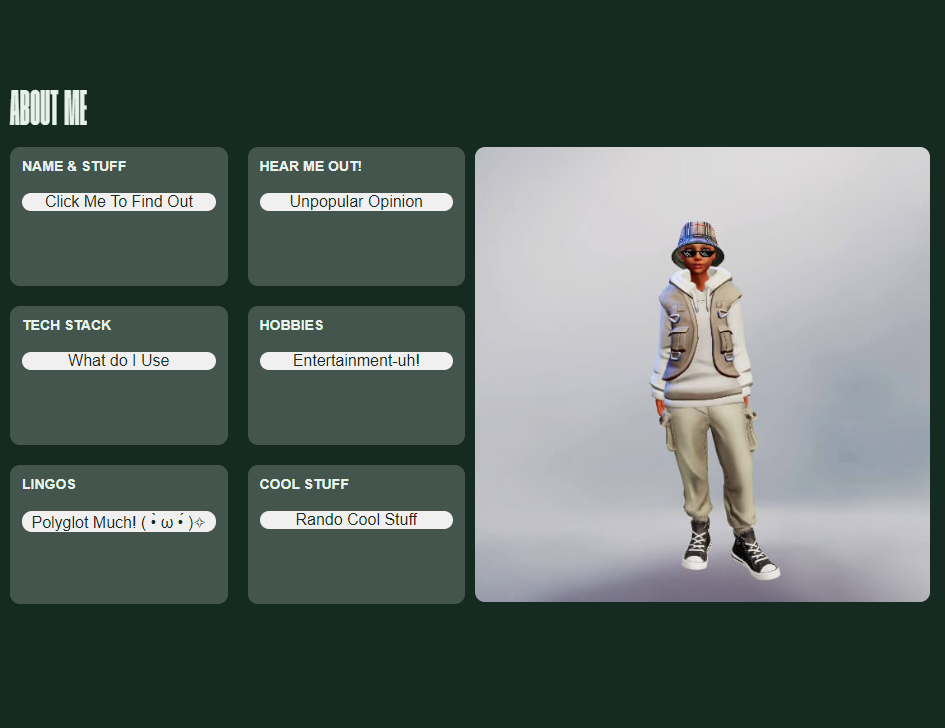 ABOUT ME
NAME & STUFF
Click Me To Find Out
HEAR ME OUT!
Unpopular Opinion
TECH STACK
What do I Use
HOBBIES
Entertainment-uh!
LINGOS
Polyglot Much! ( •̀ ω •́ )✧
COOL STUFF
Rando Cool Stuff